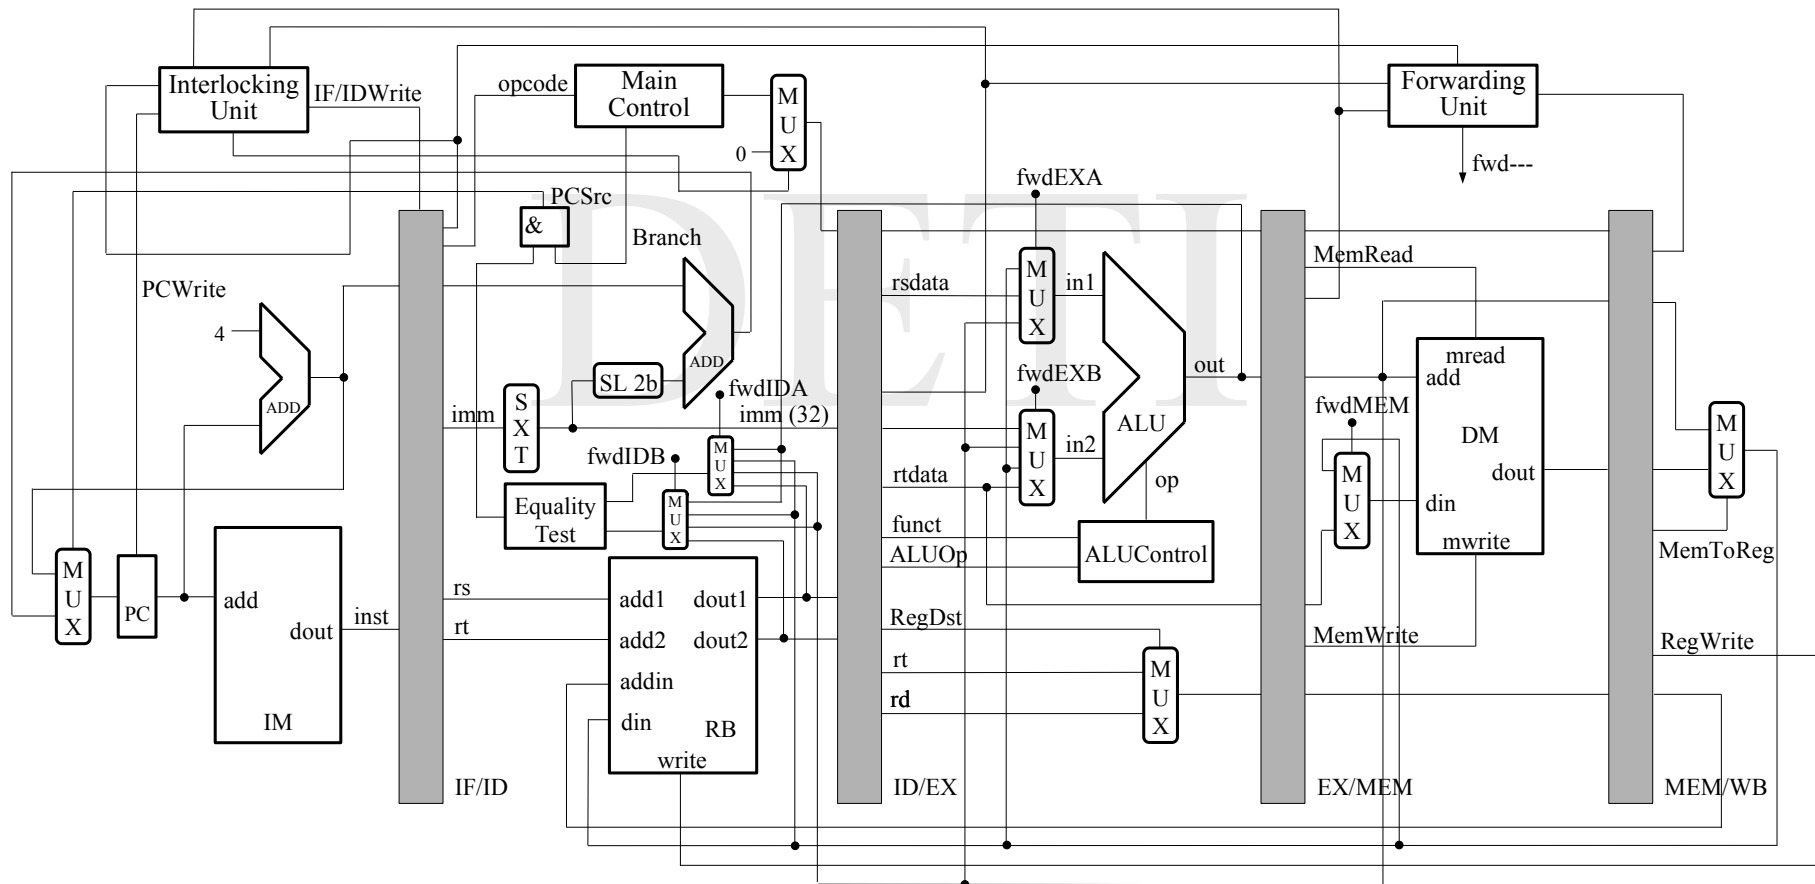 Interlocking
Unit
IF/IDWrite
opcode
Main
Control
M
U
X
0
Forwarding
Unit
fwd---
fwdEXA
PCSrc
&
Branch
DETI
PCWrite
4
ADD
ADD
SL 2b
fwdIDA
imm
S
X
T
imm (32)
fwdIDB
M
U
X
M
U
X
Equality
Test
rsdata
M
U
X
in1
fwdEXB
M
U
X
in2
ALU
out
op
rtdata
funct
ALUOp
ALUControl
MemRead
mread
add
fwdMEM
DM
dout
din
mwrite
M
U
X
M
U
X
MemToReg
M
U
X
PC
add
dout
inst
IM
rs
rt
add1
dout1
add2
dout2
addin
din
RB
write
RegDst
rt
rd
M
U
X
MemWrite
RegWrite
IF/ID
ID/EX
EX/MEM
MEM/WB